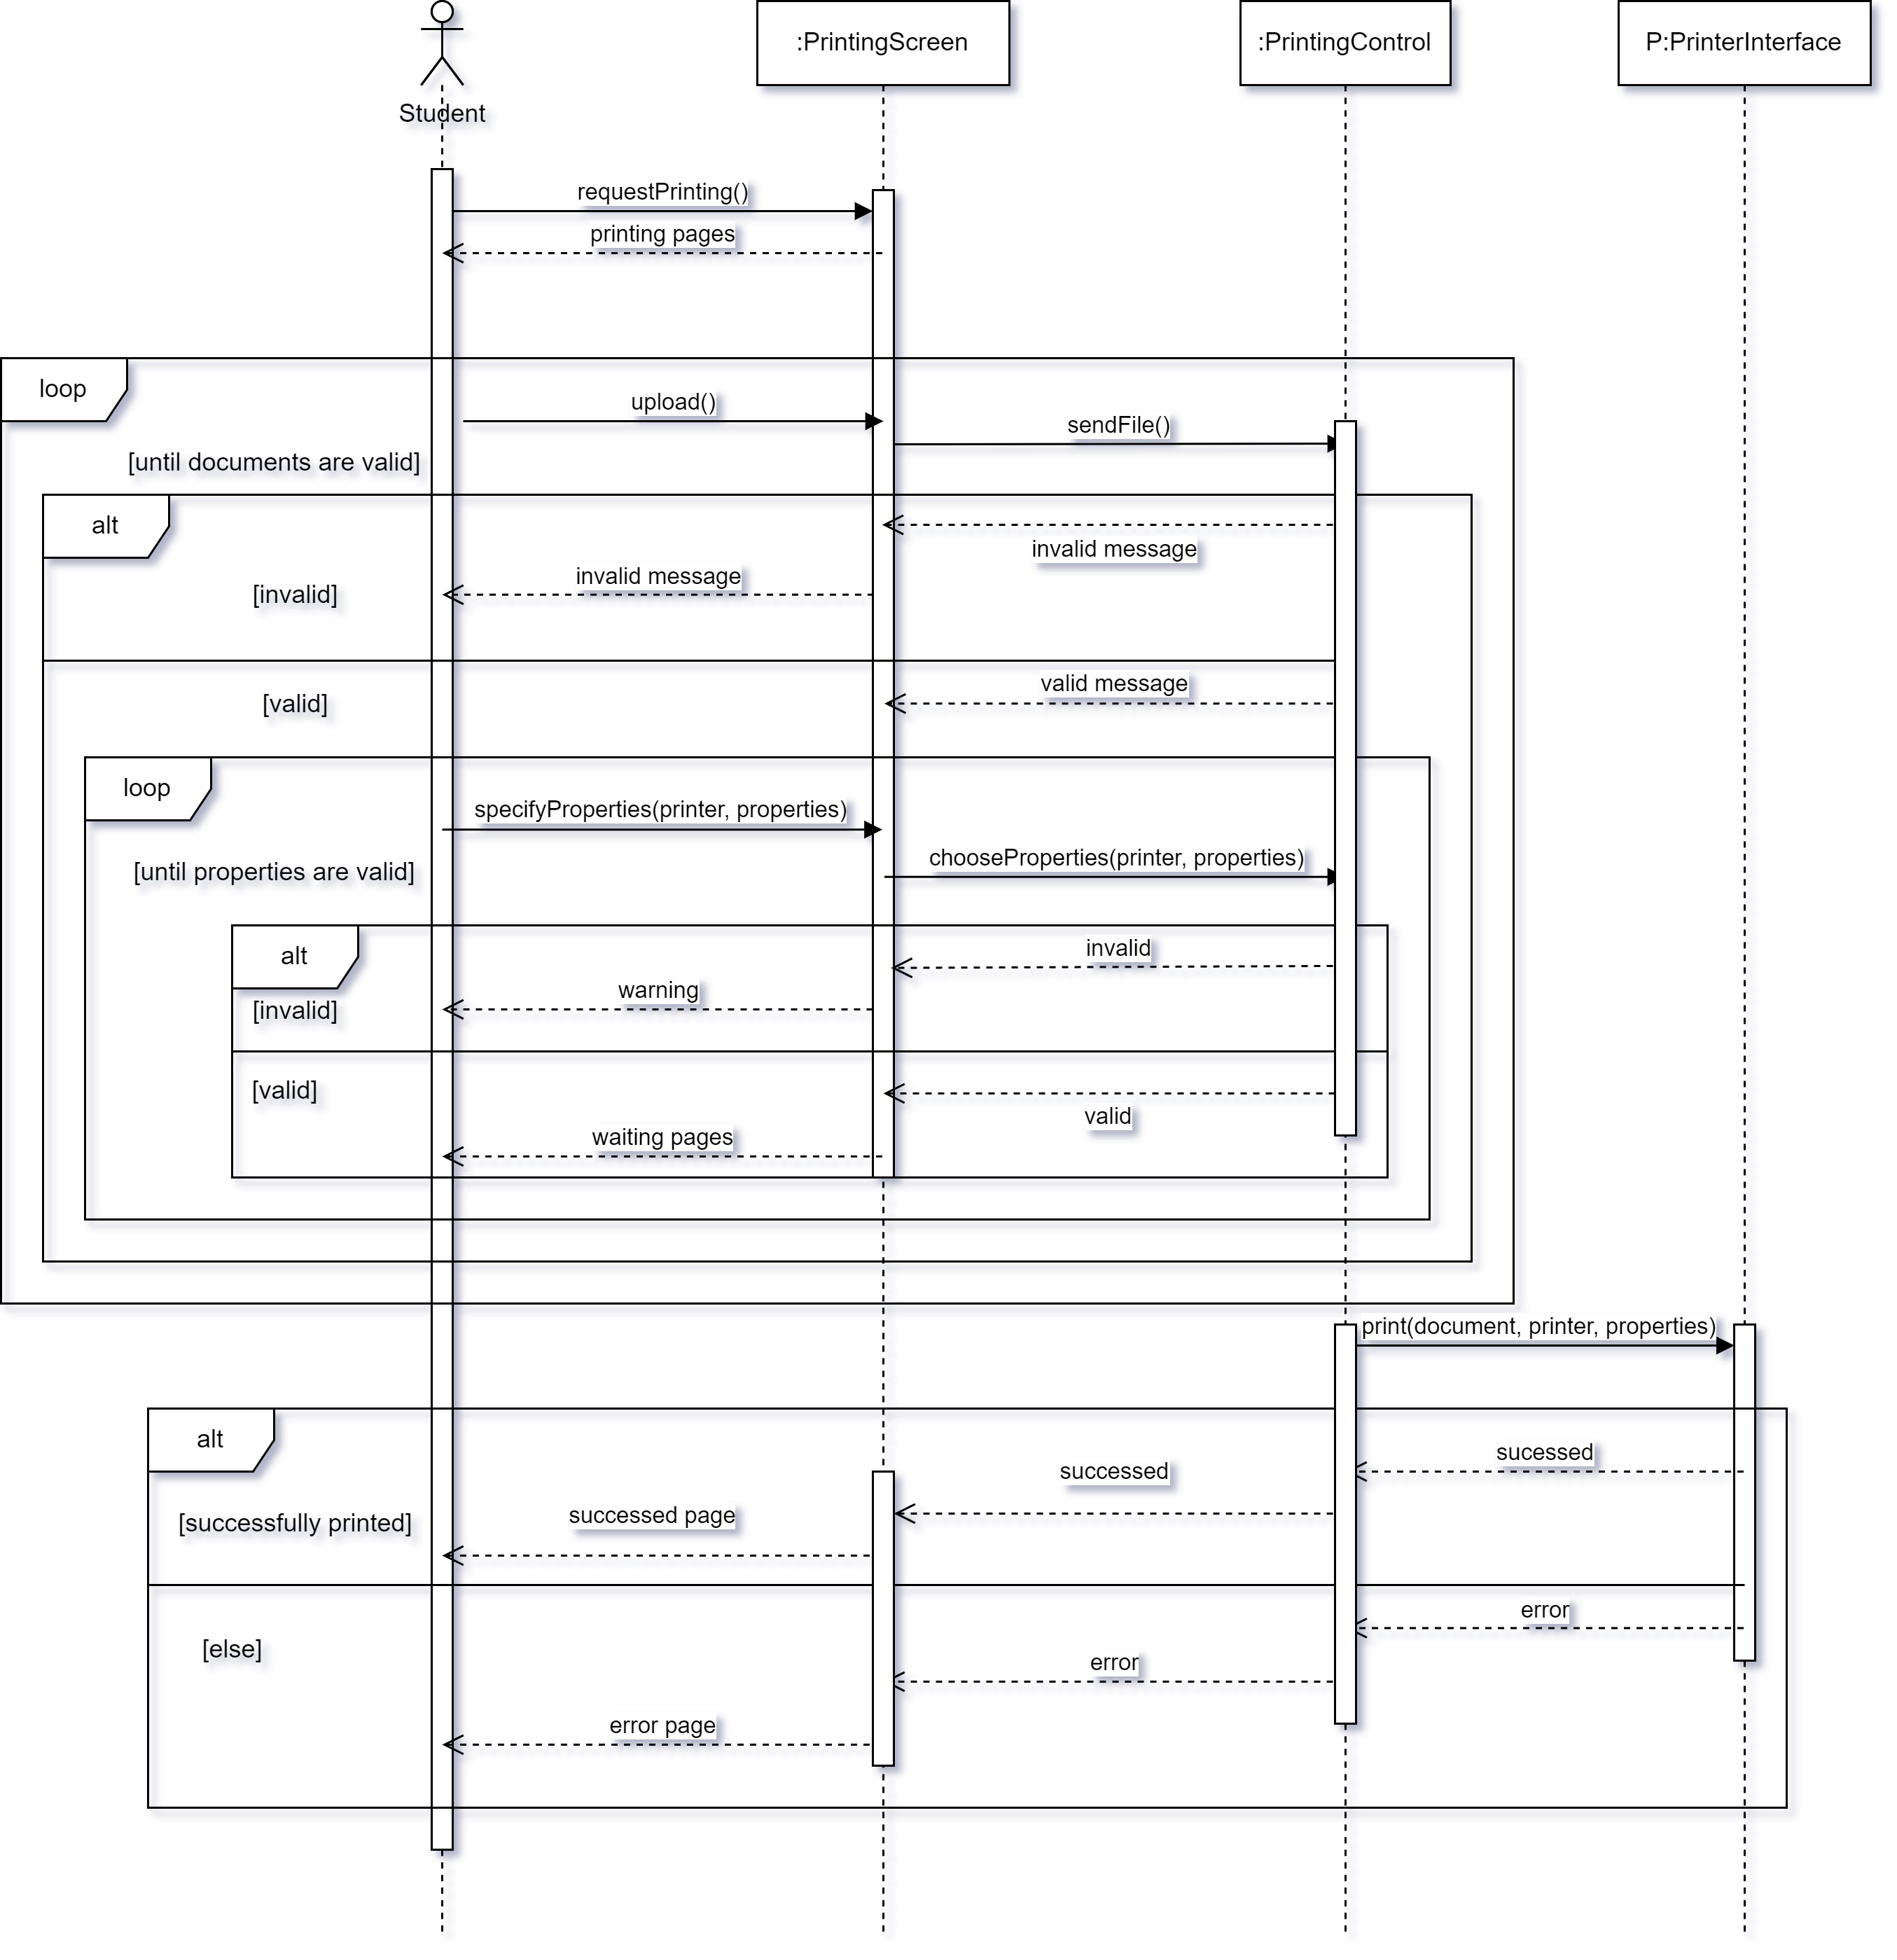 :PrintingScreen
:PrintingControl
P:PrinterInterface
Student
requestPrinting()
printing pages
loop
upload()
sendFile()
[until documents are valid]
alt
invalid message
invalid message
[invalid]
valid message
[valid]
loop
specifyProperties(printer, properties)
chooseProperties(printer, properties)
[until properties are valid]
alt
invalid
warning
[invalid]
[valid]
valid
waiting pages
print(document, printer, properties)
alt
sucessed
successed
successed page
[successfully printed]
error
[else]
error
error page